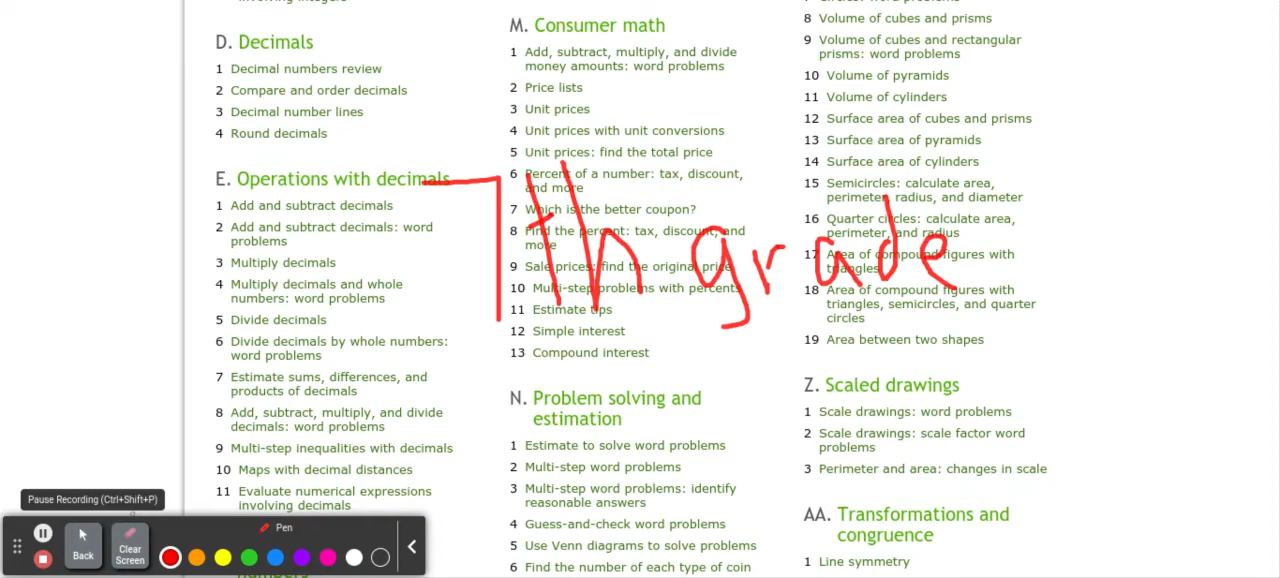 involving integers
D. Decimals
1 Decimal numbers review
2 Compare and order decimals
3 Decimal number lines
4 Round decimals
E. Operations with decimals
1 Add and subtract decimals
2 Add and subtract decimals: word
problems
3 Multiply decimals
4 Multiply decimals and whole
numbers: word problems
5 Divide decimals
6 Divide decimals by whole numbers:
word problems
7 Estimate sums, differences, and
products of decimals
8 Add, subtract, multiply, and divide
decimals: word problems
9 Multi-step inequalities with decimals
10 Maps with decimal distances
11 Evaluate numerical expressions
involving decimals
numbers
M. Consumer math
1 Add, subtract, multiply, and divide
money amounts: word problems
2 Price lists
3 Unit prices
4 Unit prices with unit conversions
5 Unit prices: find the total price
6 Percent of a number: tax, discount,
and more
7 Which is the better coupon?
8 Find the percent: tax, discount, and
more
9 Sale prices: find the original price
10 Multi-step problems with percents
11 Estimate tips
12 Simple interest
13 Compound interest
N. Problem solving and
estimation
1 Estimate to solve word problems
2 Multi-step word problems
3 Multi-step word problems: identify
reasonable answers
4 Guess-and-check word problems
5 Use Venn diagrams to solve problems
6 Find the number of each type of coin
7 Circles: word problems
8 Volume of cubes and prisms
9 Volume of cubes and rectangular
prisms: word problems
10 Volume of pyramids
11 Volume of cylinders
12 Surface area of cubes and prisms
13 Surface area of pyramids
14 Surface area of cylinders
15 Semicircles: calculate area,
perimeter, radius, and diameter
16 Quarter circles: calculate area,
perimeter, and radius
17 Area of compound figures with
triangles
18 Area of compound figures with
triangles, semicircles, and quarter
circles
19 Area between two shapes
Z. Scaled drawings
1 Scale drawings: word problems
2 Scale drawings: scale factor word
problems
3 Perimeter and area: changes in scale
AA. Transformations and
congruence
1 Line symmetry
7th grade
Pause Recording (Ctrl+Shift+P)
Back
Clear
Screen
Pen